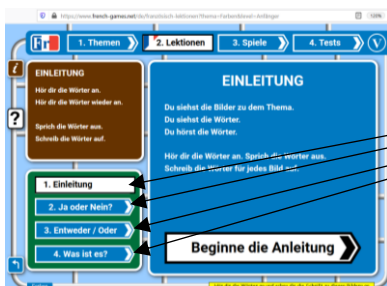 https://www.french-games.net/de/franzosisch-lektionen?thema=Farben&level=Anfänger
120%
Fr
1. Themen
2. Lektionen
3. Spiele
4. Tests
V
i
EINLEITUNG
Hör dir die Wörter an.
Hör dir die Wörter wieder an.
Sprich die Wörter aus.
Schreib die Wörter auf.
?
1. Einleitung
2. Ja oder Nein?
3. Entweder / Oder
4. Was ist es?
EINLEITUNG
Du siehst die Bilder zu dem Thema.
Du siehst die Wörter.
Du hörst die Wörter.
Hör dir die Wörter an. Sprich die Wörter aus.
Schreib die Wörter für jedes Bild auf.
Beginne die Anleitung